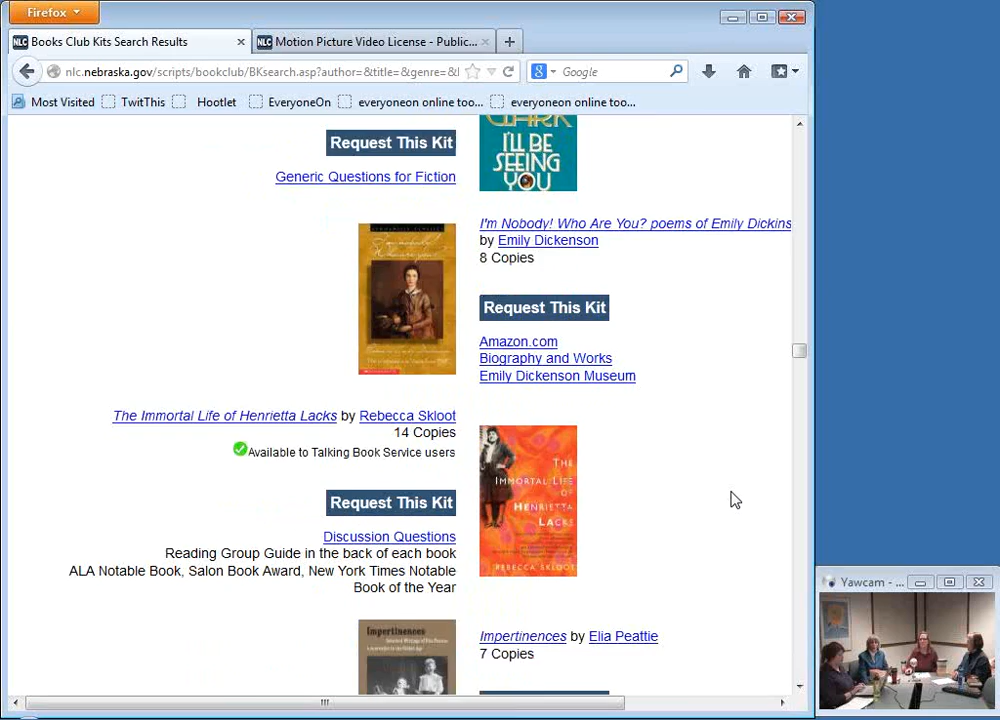 Firefox
Books Club Kits Search Results
Motion Picture Video License - Public...
nlc.nebraska.gov/scripts/bookclub/BKsearch.asp?author=&title=&genre=&l
Google
Most Visited
TwitThis
Hootlet
EveryoneOn
everyoneon online too...
everyoneon online too...
CLARK
I'LL BE
SEEING
YOU
Request This Kit
Generic Questions for Fiction
I'm Nobody! Who Are You? poems of Emily Dickins
by Emily Dickenson
8 Copies
Request This Kit
Amazon.com
Biography and Works
Emily Dickenson Museum
The Immortal Life of Henrietta Lacks by Rebecca Skloot
14 Copies
Available to Talking Book Service users
Request This Kit
Discussion Questions
Reading Group Guide in the back of each book
ALA Notable Book, Salon Book Award, New York Times Notable
Book of the Year
THE
IMMORTAL LIFE
OF
HENRIETTA
LACKS
REBECCA SKLOOT
Impertinences
Impertinences by Elia Peattie
7 Copies
Yawcam - ...